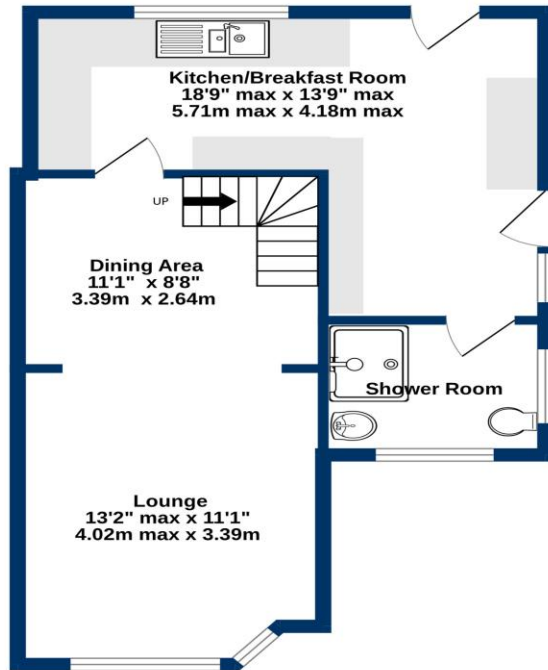 Kitchen/Breakfast Room
18'9" max x 13'9" max
5.71m max x 4.18m max
UP
Dining Area
11'1" x 8'8"
3.39m x 2.64m
Shower Room
Lounge
13'2" max x 11'1"
4.02m max x 3.39m